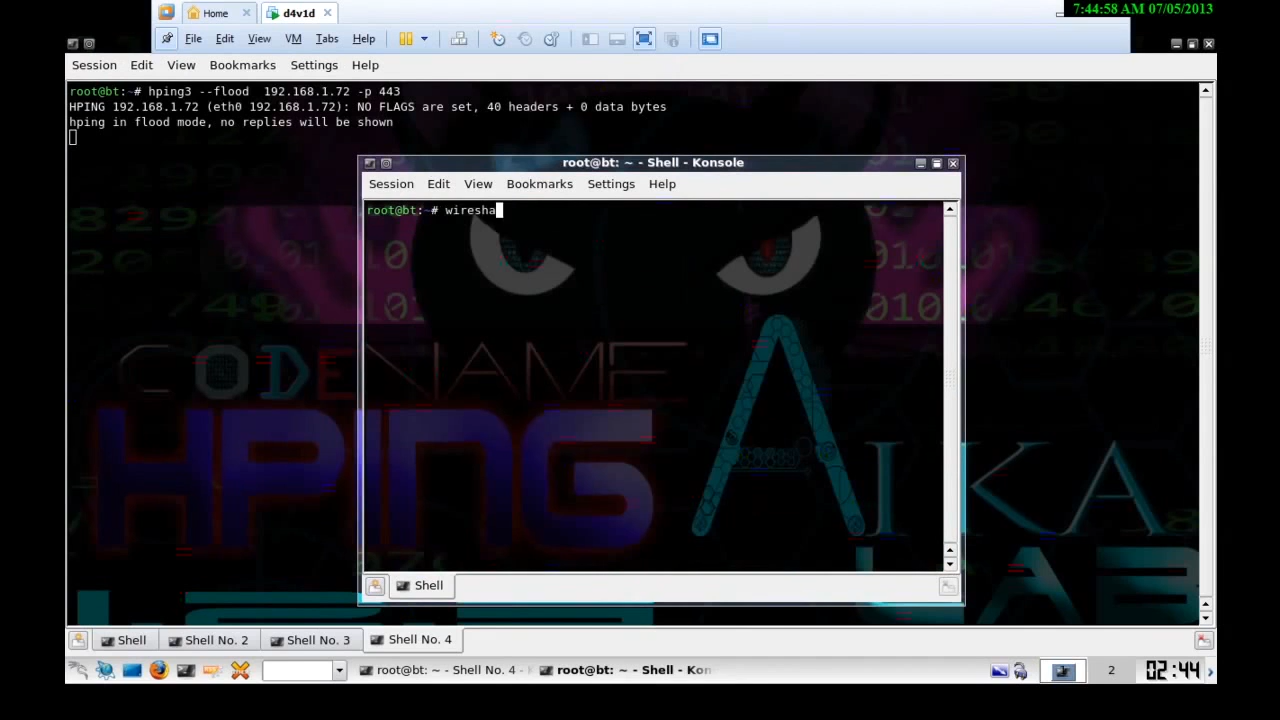 7:44:58 AM 07/05/2013
Home
d4v1d
File Edit View VM Tabs Help
Session Edit View Bookmarks Settings Help
root@bt:~# hping3 --flood  192.168.1.72 -p 443
HPING 192.168.1.72 (eth0 192.168.1.72): NO FLAGS are set, 40 headers + 0 data bytes
hping in flood mode, no replies will be shown
root@bt: ~ - Shell - Konsole
Session Edit View Bookmarks Settings Help
root@bt:~# wiresha
CODENAME
HPING
AIKA
LAB
Shell
Shell
Shell No. 2
Shell No. 3
Shell No. 4
root@bt: ~ - Shell No.
root@bt: ~ - Shell - Kon
2
02:44